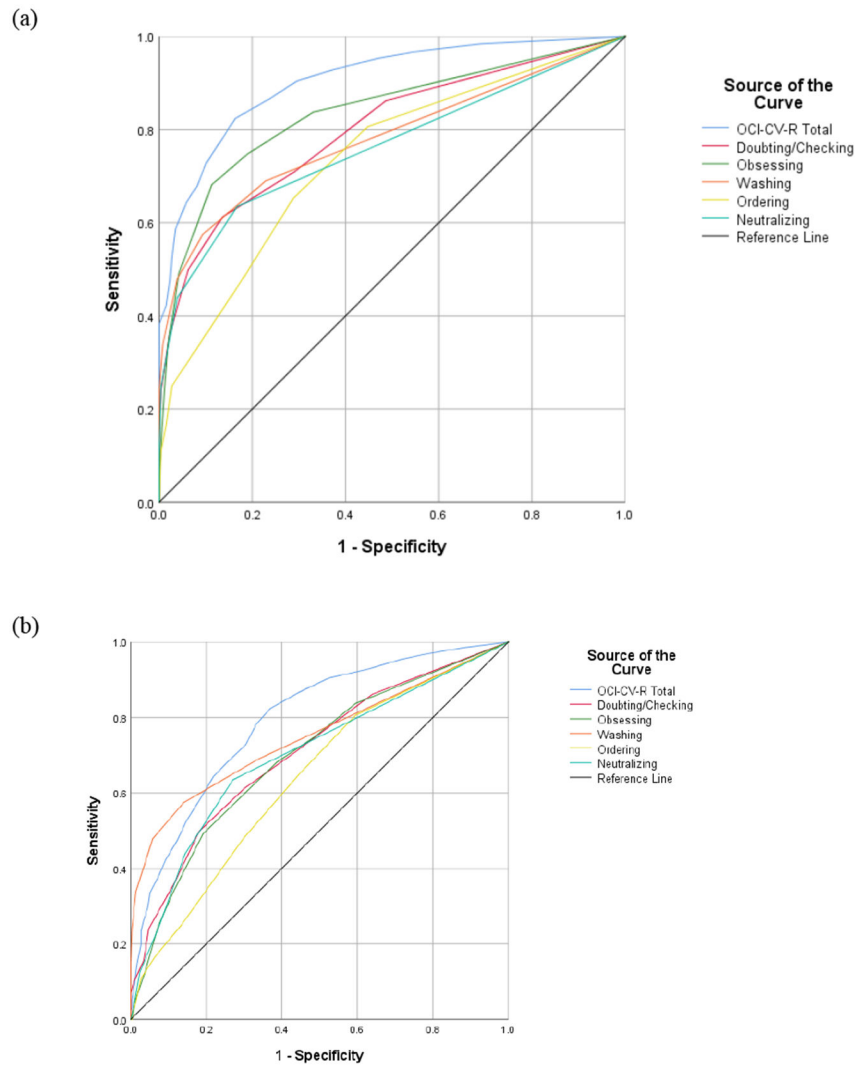 (a)
1.0
0.8
0.6
0.4
0.2
0.0
Sensitivity
0.0 0.2 0.4 0.6 0.8 1.0
1 - Specificity
Source of the
Curve
OCI-CV-R Total
Doubting/Checking
Obsessing
Washing
Ordering
Neutralizing
Reference Line
(b)
1.0
0.8
0.6
0.4
0.2
0.0
Sensitivity
0.0 0.2 0.4 0.6 0.8 1.0
1 - Specificity
Source of the
Curve
OCI-CV-R Total
Doubting/Checking
Obsessing
Washing
Ordering
Neutralizing
Reference Line